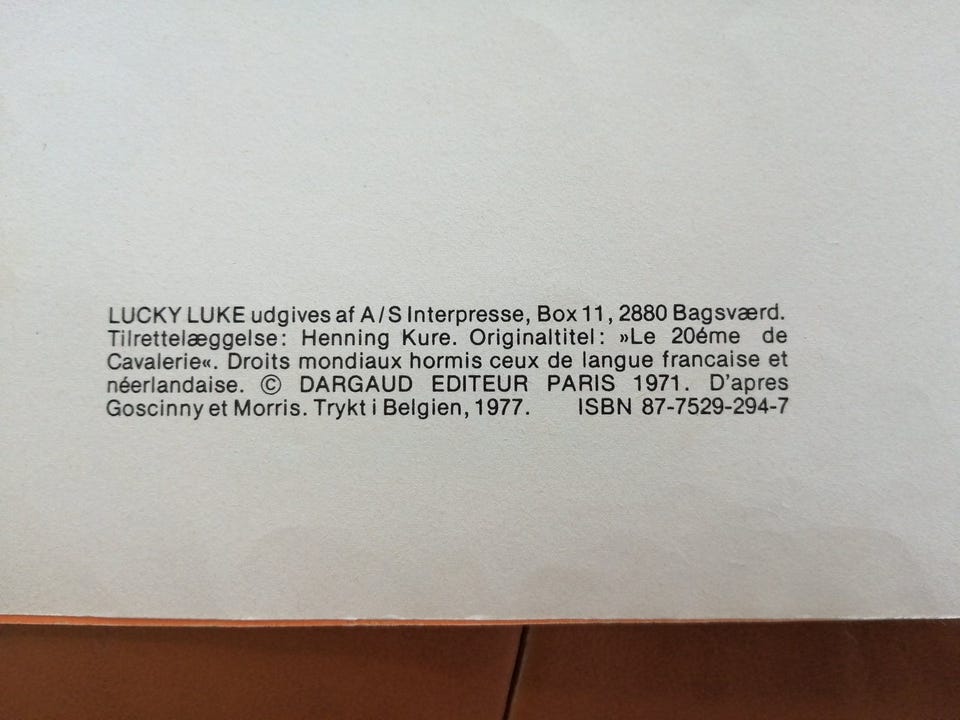 LUCKY LUKE udgives af A/S Interpresse, Box 11, 2880 Bagsværd.
Tilrettelæggelse: Henning Kure. Originaltitel: »Le 20éme de
Cavalerie«. Droits mondiaux hormis ceux de langue francaise et
néerlandaise. © DARGAUD EDITEUR PARIS 1971. D'apres
Goscinny et Morris. Trykt i Belgien, 1977. ISBN 87-7529-294-7